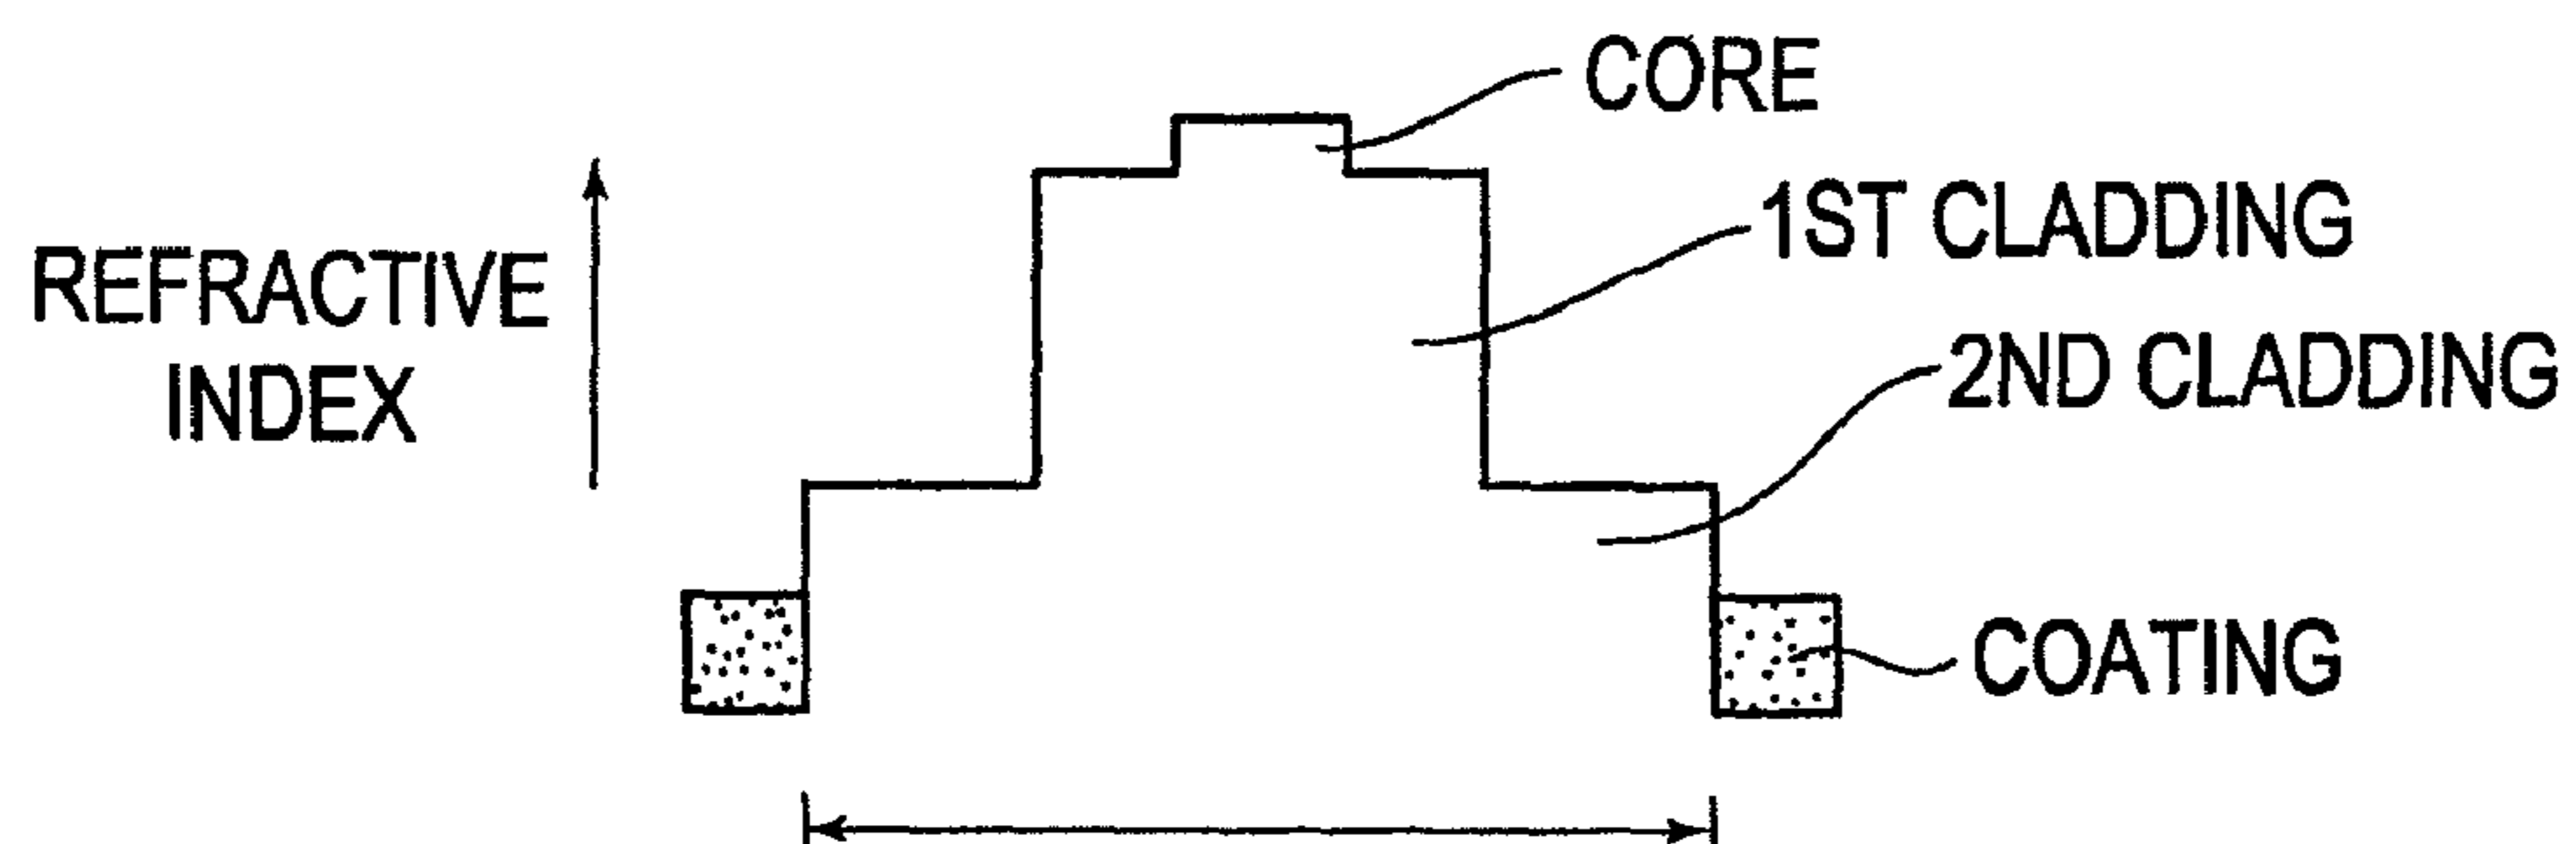 CORE
1ST CLADDING
REFRACTIVE
INDEX
2ND CLADDING
COATING